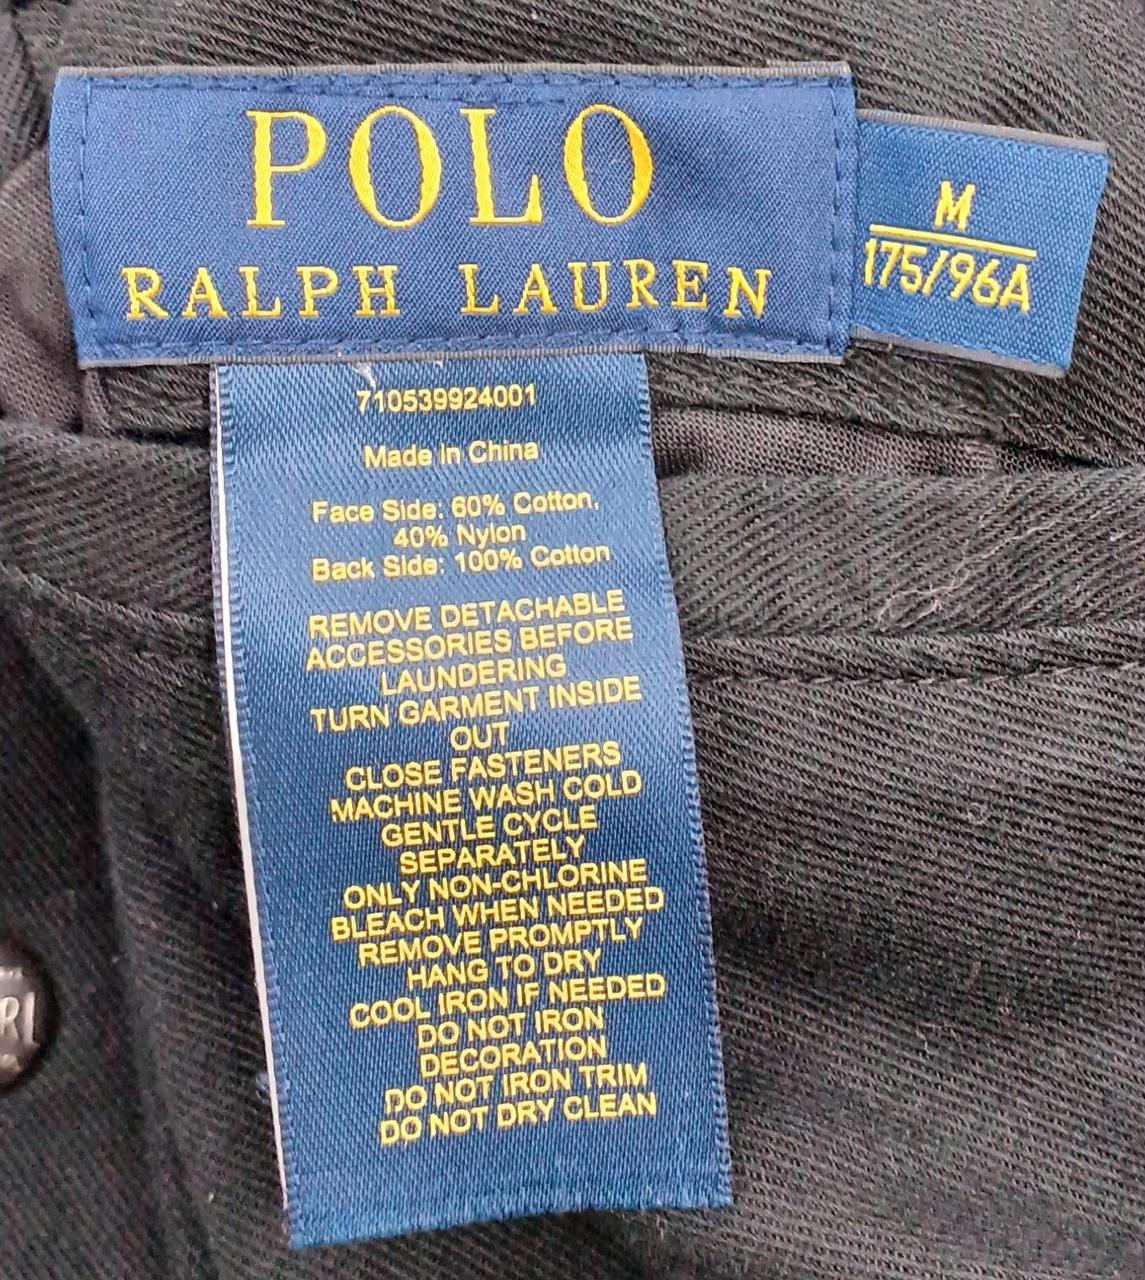 POLO
RALPH LAUREN
M
175/96A
710539924001
Made in China
Face Side: 60% Cotton,
40% Nylon
Back Side: 100% Cotton
REMOVE DETACHABLE
ACCESSORIES BEFORE
LAUNDERING
TURN GARMENT INSIDE
OUT
CLOSE FASTENERS
MACHINE WASH COLD
GENTLE CYCLE
SEPARATELY
ONLY NON-CHLORINE
BLEACH WHEN NEEDED
REMOVE PROMPTLY
HANG TO DRY
COOL IRON IF NEEDED
DO NOT IRON
DECORATION
DO NOT IRON TRIM
DO NOT DRY CLEAN